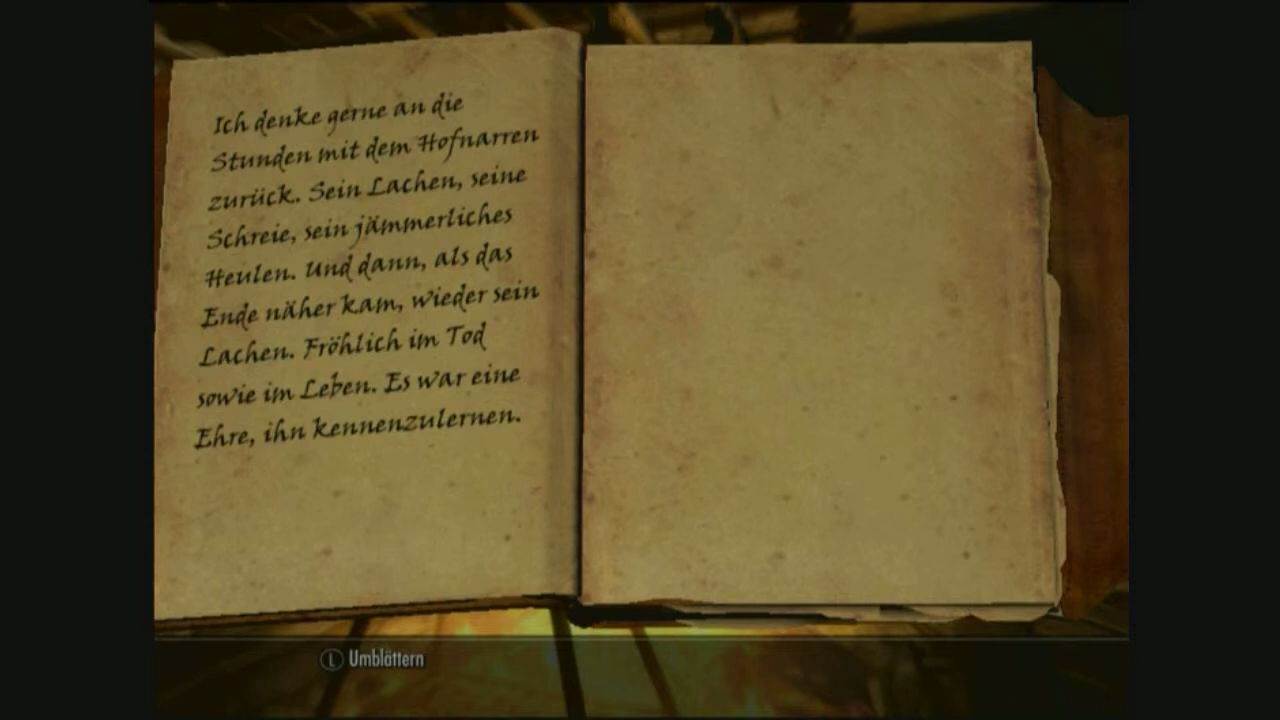 Ich denke gerne an die
Stunden mit dem Hofnarren
zurück. Sein Lachen, seine
Schreie, sein jämmerliches
Heulen. Und dann, als das
Ende näher kam, wieder sein
Lachen. Fröhlich im Tod
sowie im Leben. Es war eine
Ehre, ihn kennenzulernen.
L Umblättern